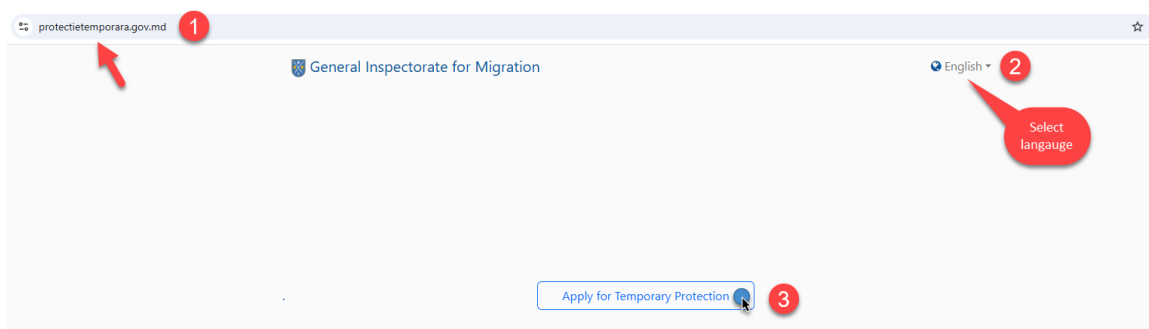 protectietemporara.gov.md 1
General Inspectorate for Migration
English 2
Select
langauge
.
Apply for Temporary Protection 3